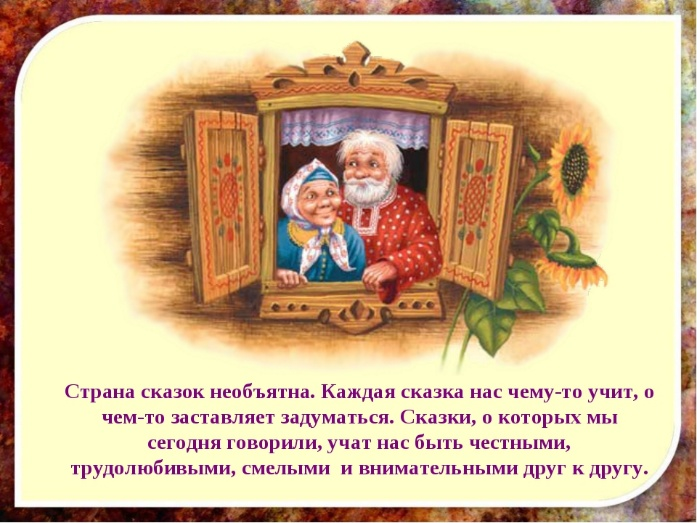 Страна сказок необъятна. Каждая сказка нас чему-то учит, о
чем-то заставляет задуматься. Сказки, о которых мы
сегодня говорили, учат нас быть честными,
трудолюбивыми, смелыми  и внимательными друг к другу.